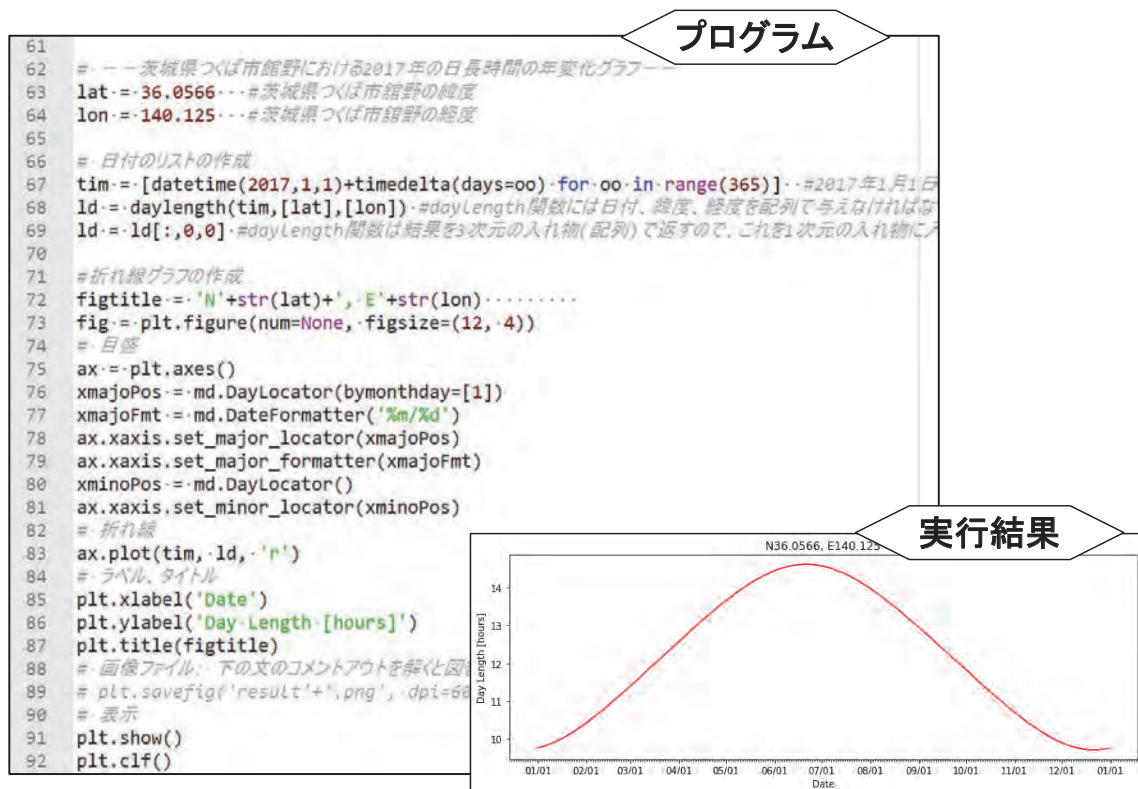 プログラム
61
62 # ーー茨城県つくば市館野における2017年の日長時間の年変化グラフーー
63 lat = 36.0566 #茨城県つくば市館野の緯度
64 lon = 140.125 #茨城県つくば市館野の経度
65
66 # 日付のリストの作成
67 tim = [datetime(2017,1,1)+timedelta(days=oo) for oo in range(365)] #2017年1月1日
68 ld = daylength(tim,[lat],[lon]) #daylength関数には日付、緯度、経度を配列で与えなければな
69 ld = ld[:,0,0] #daylength関数は結果を3次元の入れ物(配列)で返すので、これを1次元の入れ物に
70
71 #折れ線グラフの作成
72 figtitle = 'N'+str(lat)+', E'+str(lon)
73 fig = plt.figure(num=None, figsize=(12, 4))
74 # 目盛
75 ax = plt.axes()
76 xmajoPos = md.DayLocator(bymonthday=[1])
77 xmajoFmt = md.DateFormatter('%m/%d')
78 ax.xaxis.set_major_locator(xmajoPos)
79 ax.xaxis.set_major_formatter(xmajoFmt)
80 xminoPos = md.DayLocator()
81 ax.xaxis.set_minor_locator(xminoPos)
82 # 折れ線
83 ax.plot(tim, ld, 'r')
84 # ラベル、タイトル
85 plt.xlabel('Date')
86 plt.ylabel('Day Length [hours]')
87 plt.title(figtitle)
88 # 画像ファイル: 下の文のコメントアウトを解くと図
89 # plt.savefig('result'+'.png', dpi=60
90 # 表示
91 plt.show()
92 plt.clf()
実行結果
N36.0566, E140.125
Day Length [hours]
14
13
12
11
10
01/01 02/01 03/01 04/01 05/01 06/01 07/01 08/01 09/01 10/01 11/01 12/01 01/01
Date